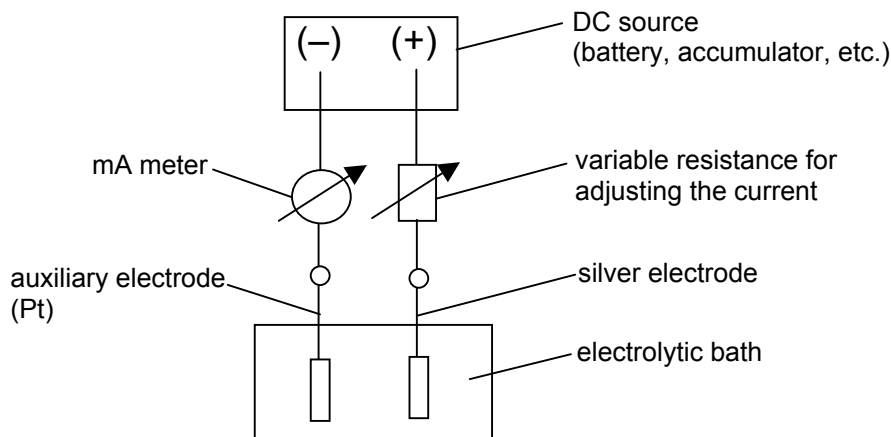 (–) (+)
DC source
(battery, accumulator, etc.)
mA meter
variable resistance for
adjusting the current
auxiliary electrode
(Pt)
silver electrode
electrolytic bath